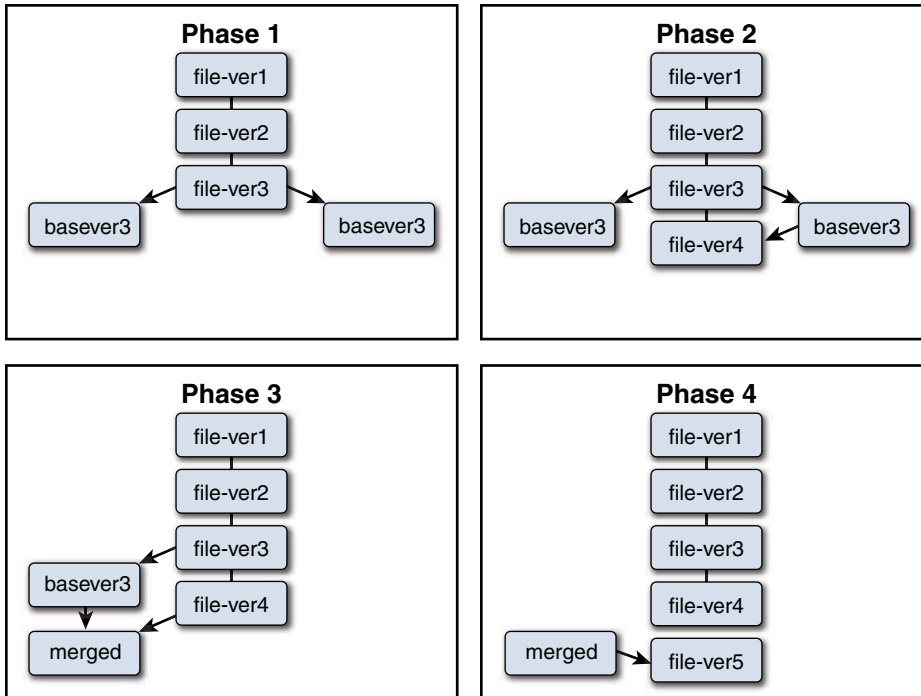 Phase 1
file-ver1
file-ver2
file-ver3
basever3
basever3
Phase 2
file-ver1
file-ver2
file-ver3
basever3
basever3
file-ver4
Phase 3
file-ver1
file-ver2
file-ver3
basever3
file-ver4
merged
Phase 4
file-ver1
file-ver2
file-ver3
file-ver4
merged
file-ver5